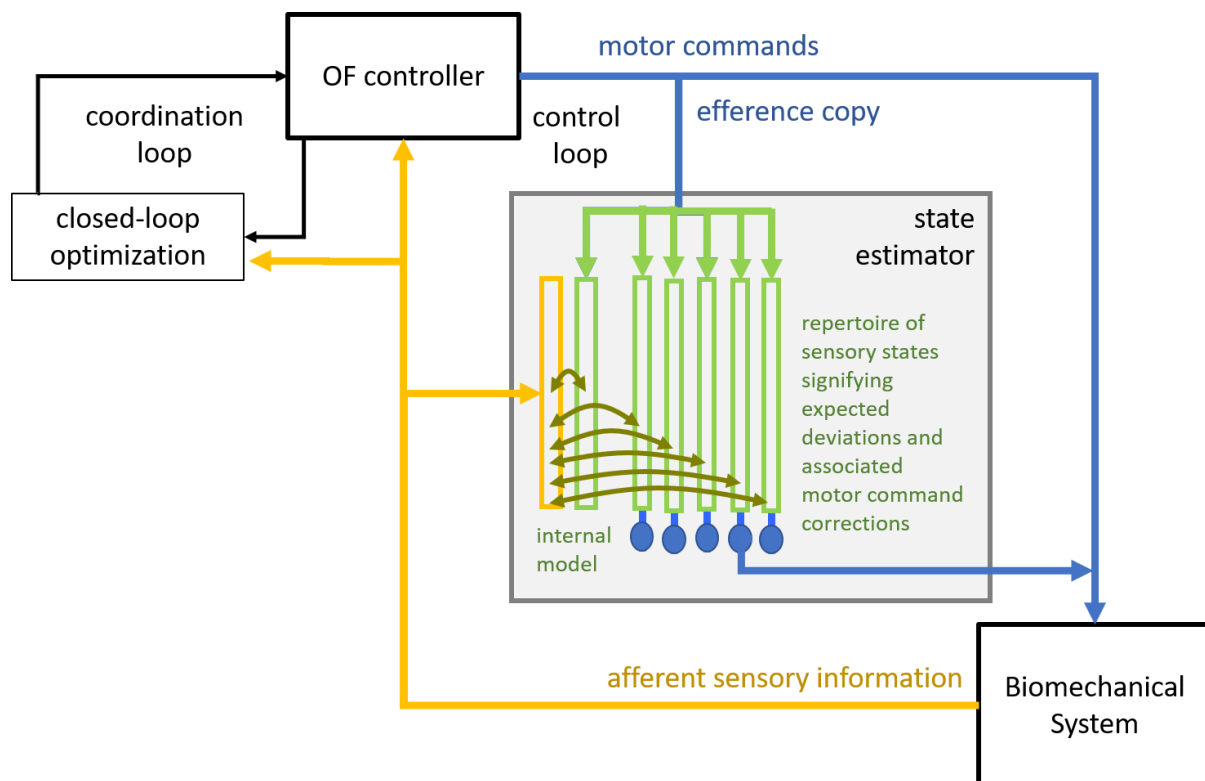 motor commands
OF controller
efference copy
coordination
loop
control
loop
closed-loop
optimization
state
estimator
repertoire of
sensory states
signifying
expected
deviations and
associated
motor command
corrections
internal
model
afferent sensory information
Biomechanical
System